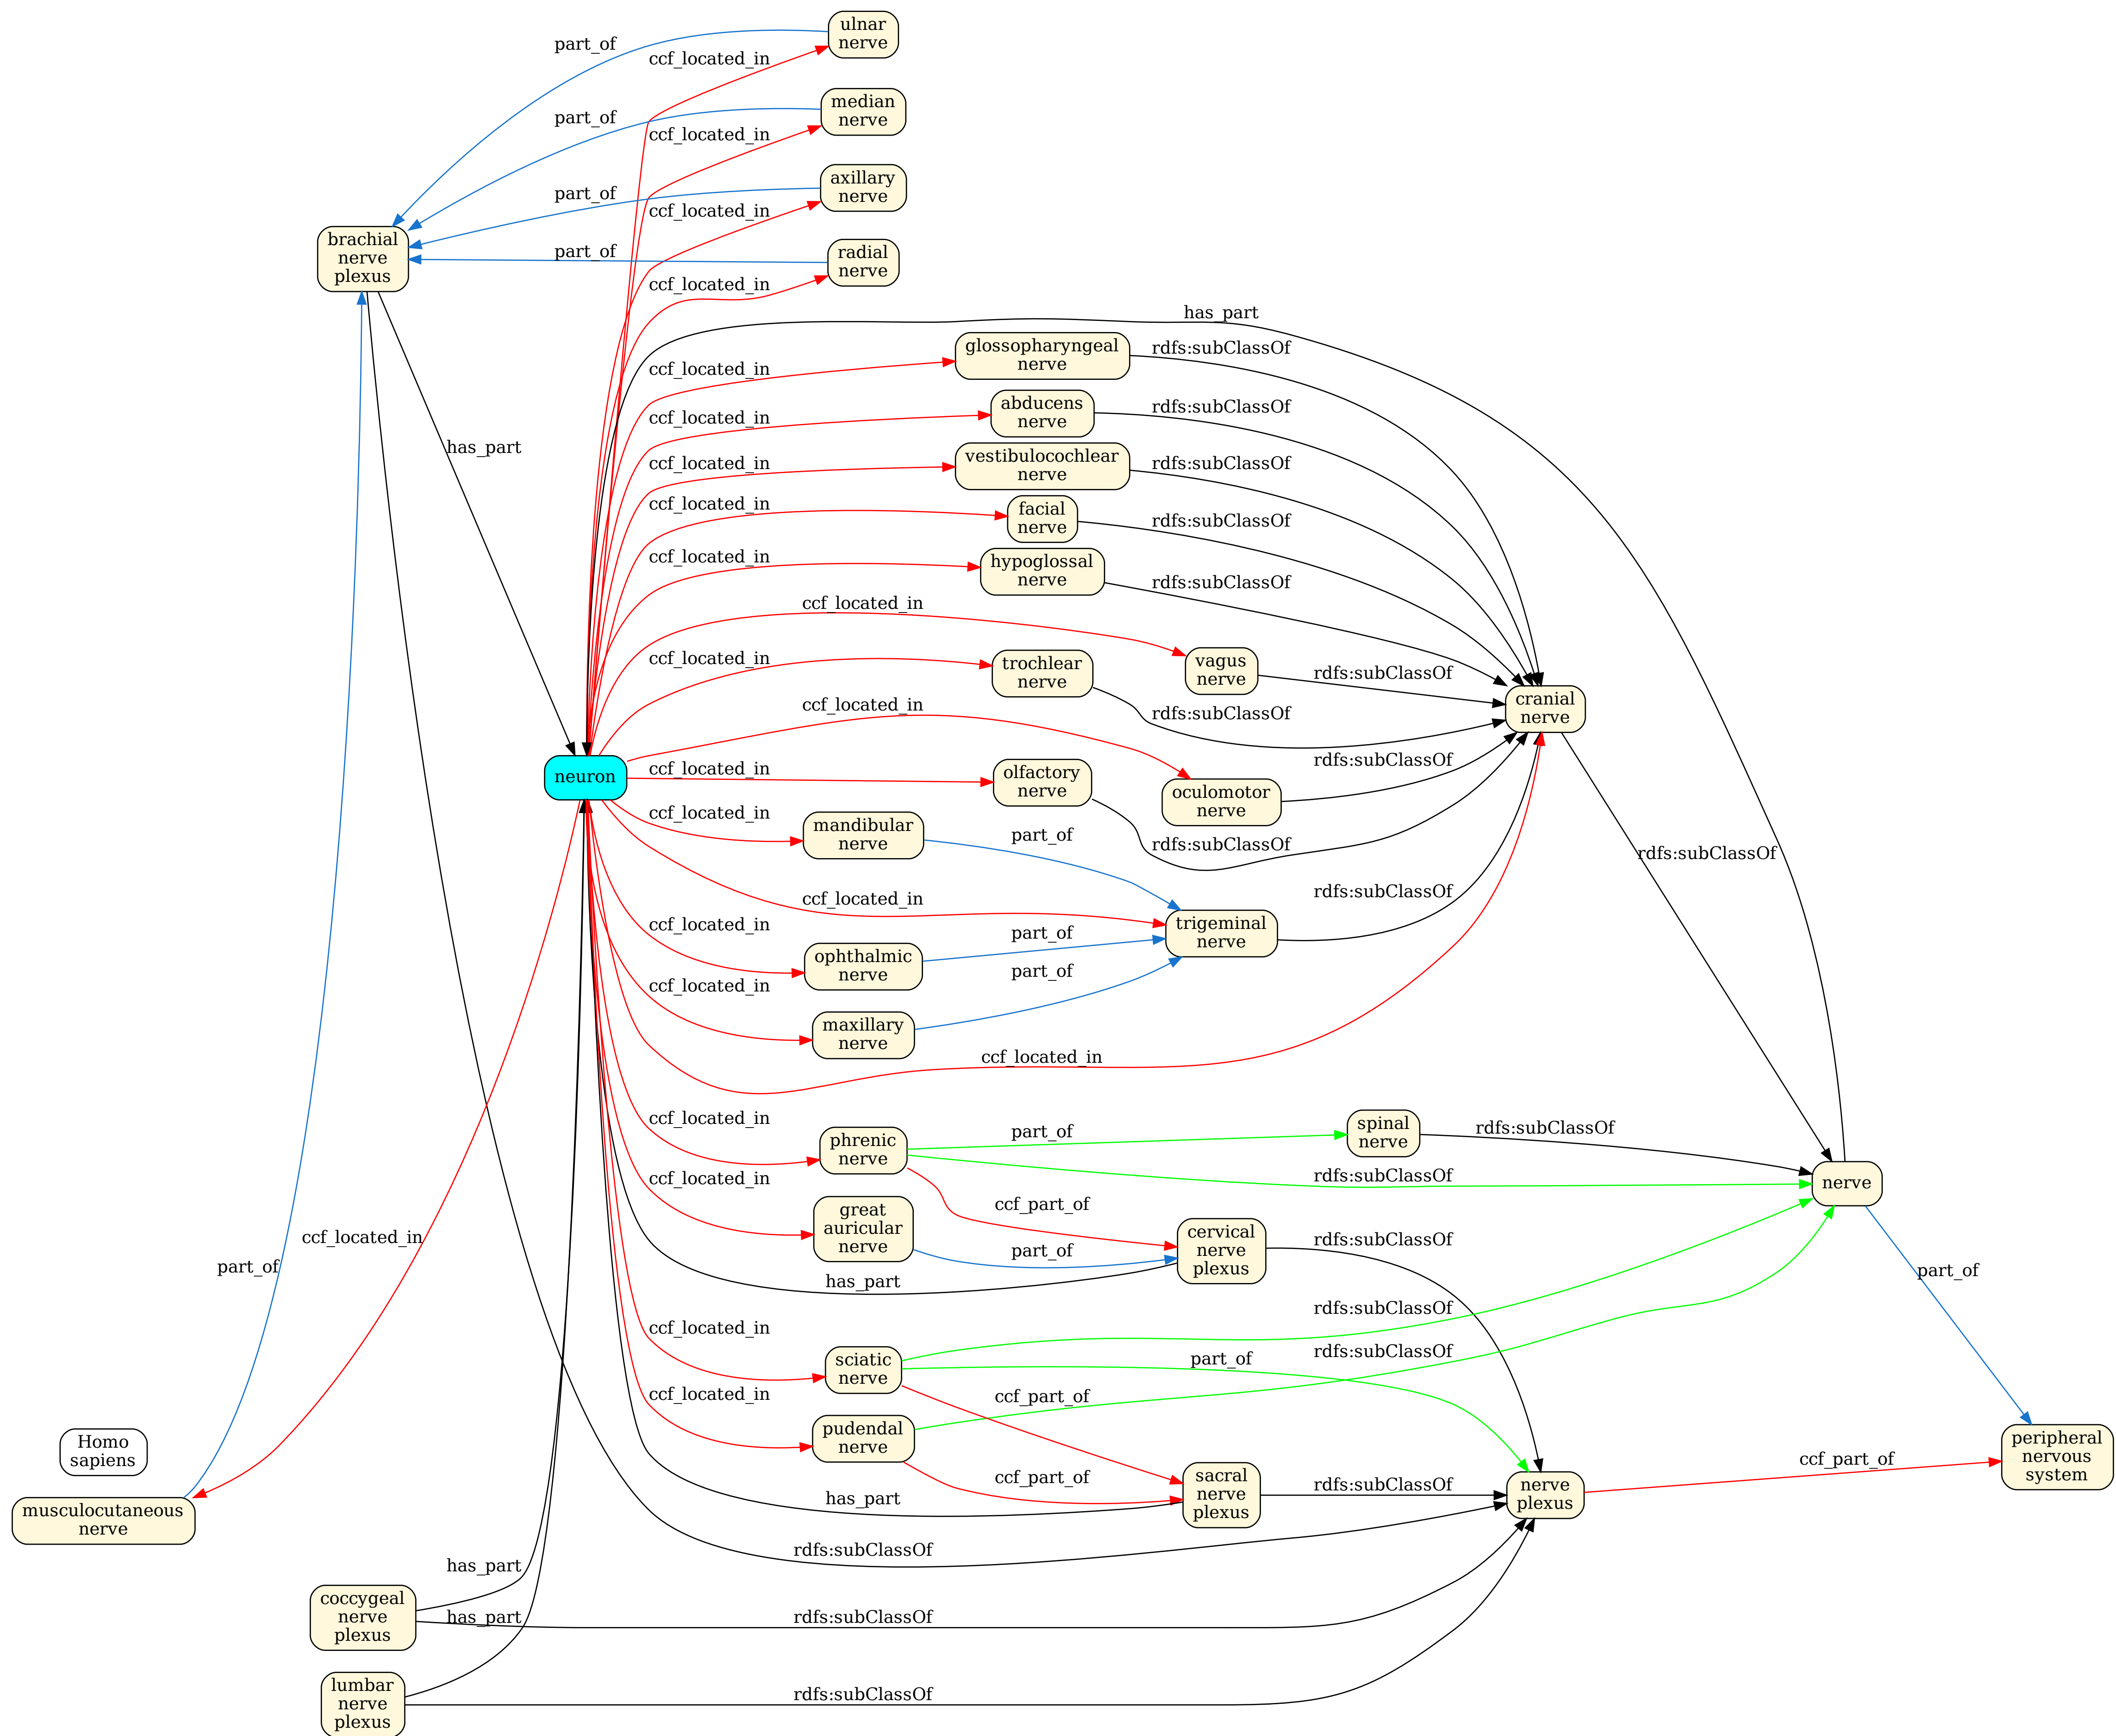 ulnar
nerve
part_of
ccf_located_in
median
nerve
part_of
ccf_located_in
axillary
nerve
part_of
ccf_located_in
brachial
nerve
plexus
part_of
radial
nerve
ccf_located_in
has_part
glossopharyngeal
nerve
rdfs:subClassOf
ccf_located_in
abducens
nerve
rdfs:subClassOf
ccf_located_in
has_part
vestibulocochlear
nerve
rdfs:subClassOf
ccf_located_in
facial
nerve
rdfs:subClassOf
ccf_located_in
hypoglossal
nerve
rdfs:subClassOf
ccf_located_in
ccf_located_in
trochlear
nerve
ccf_located_in
vagus
nerve
rdfs:subClassOf
cranial
nerve
ccf_located_in
rdfs:subClassOf
neuron
ccf_located_in
olfactory
nerve
oculomotor
nerve
rdfs:subClassOf
ccf_located_in
mandibular
nerve
part_of
rdfs:subClassOf
rdfs:subClassOf
ccf_located_in
rdfs:subClassOf
trigeminal
nerve
ccf_located_in
part_of
ophthalmic
nerve
part_of
ccf_located_in
maxillary
nerve
ccf_located_in
ccf_located_in
phrenic
nerve
part_of
spinal
nerve
rdfs:subClassOf
ccf_located_in
rdfs:subClassOf
nerve
great
auricular
nerve
ccf_part_of
cervical
nerve
plexus
rdfs:subClassOf
part_of
ccf_located_in
part_of
has_part
part_of
rdfs:subClassOf
ccf_located_in
sciatic
nerve
part_of
rdfs:subClassOf
ccf_located_in
ccf_part_of
pudendal
nerve
Homo
sapiens
peripheral
nervous
system
ccf_part_of
ccf_part_of
sacral
nerve
plexus
rdfs:subClassOf
nerve
plexus
has_part
musculocutaneous
nerve
rdfs:subClassOf
has_part
coccygeal
nerve
plexus
has_part
rdfs:subClassOf
lumbar
nerve
plexus
rdfs:subClassOf